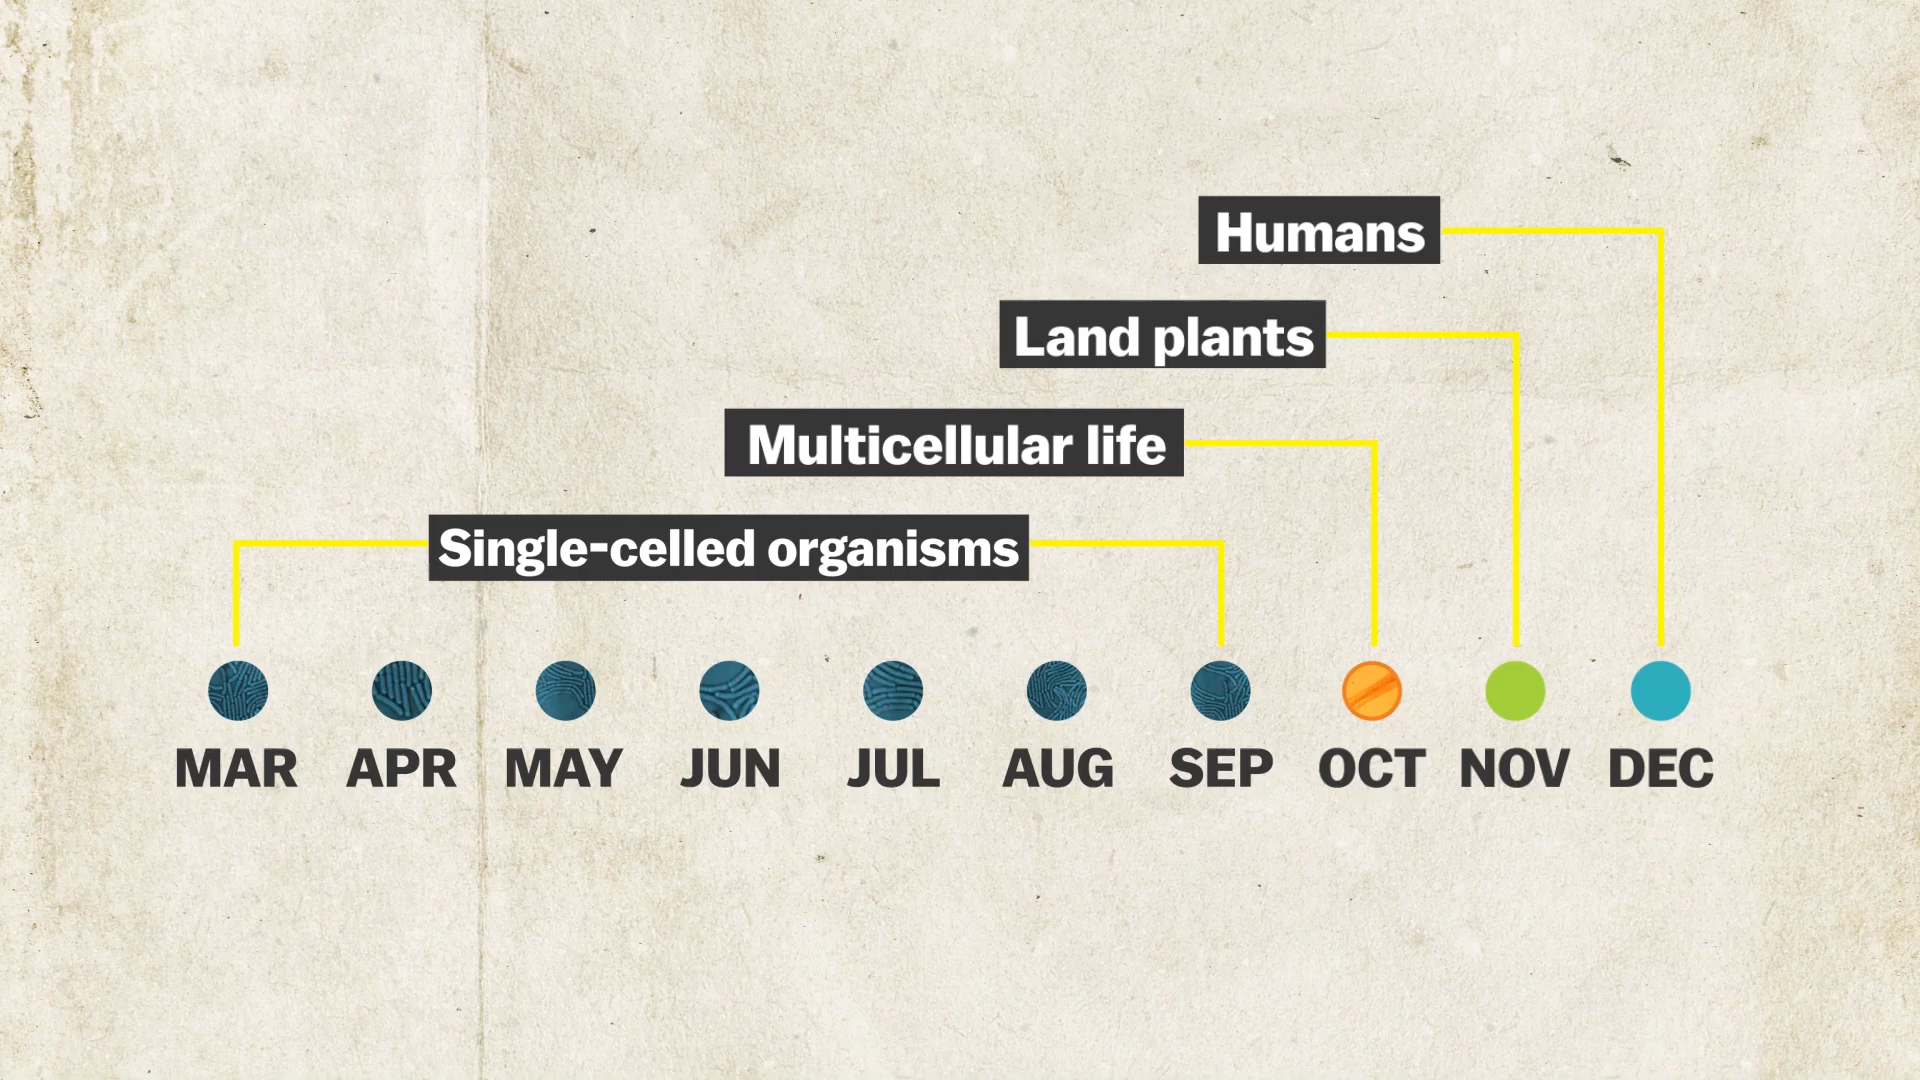 Humans
Land plants
Multicellular life
Single-celled organisms
MAR APR MAY JUN JUL AUG SEP OCT NOV DEC